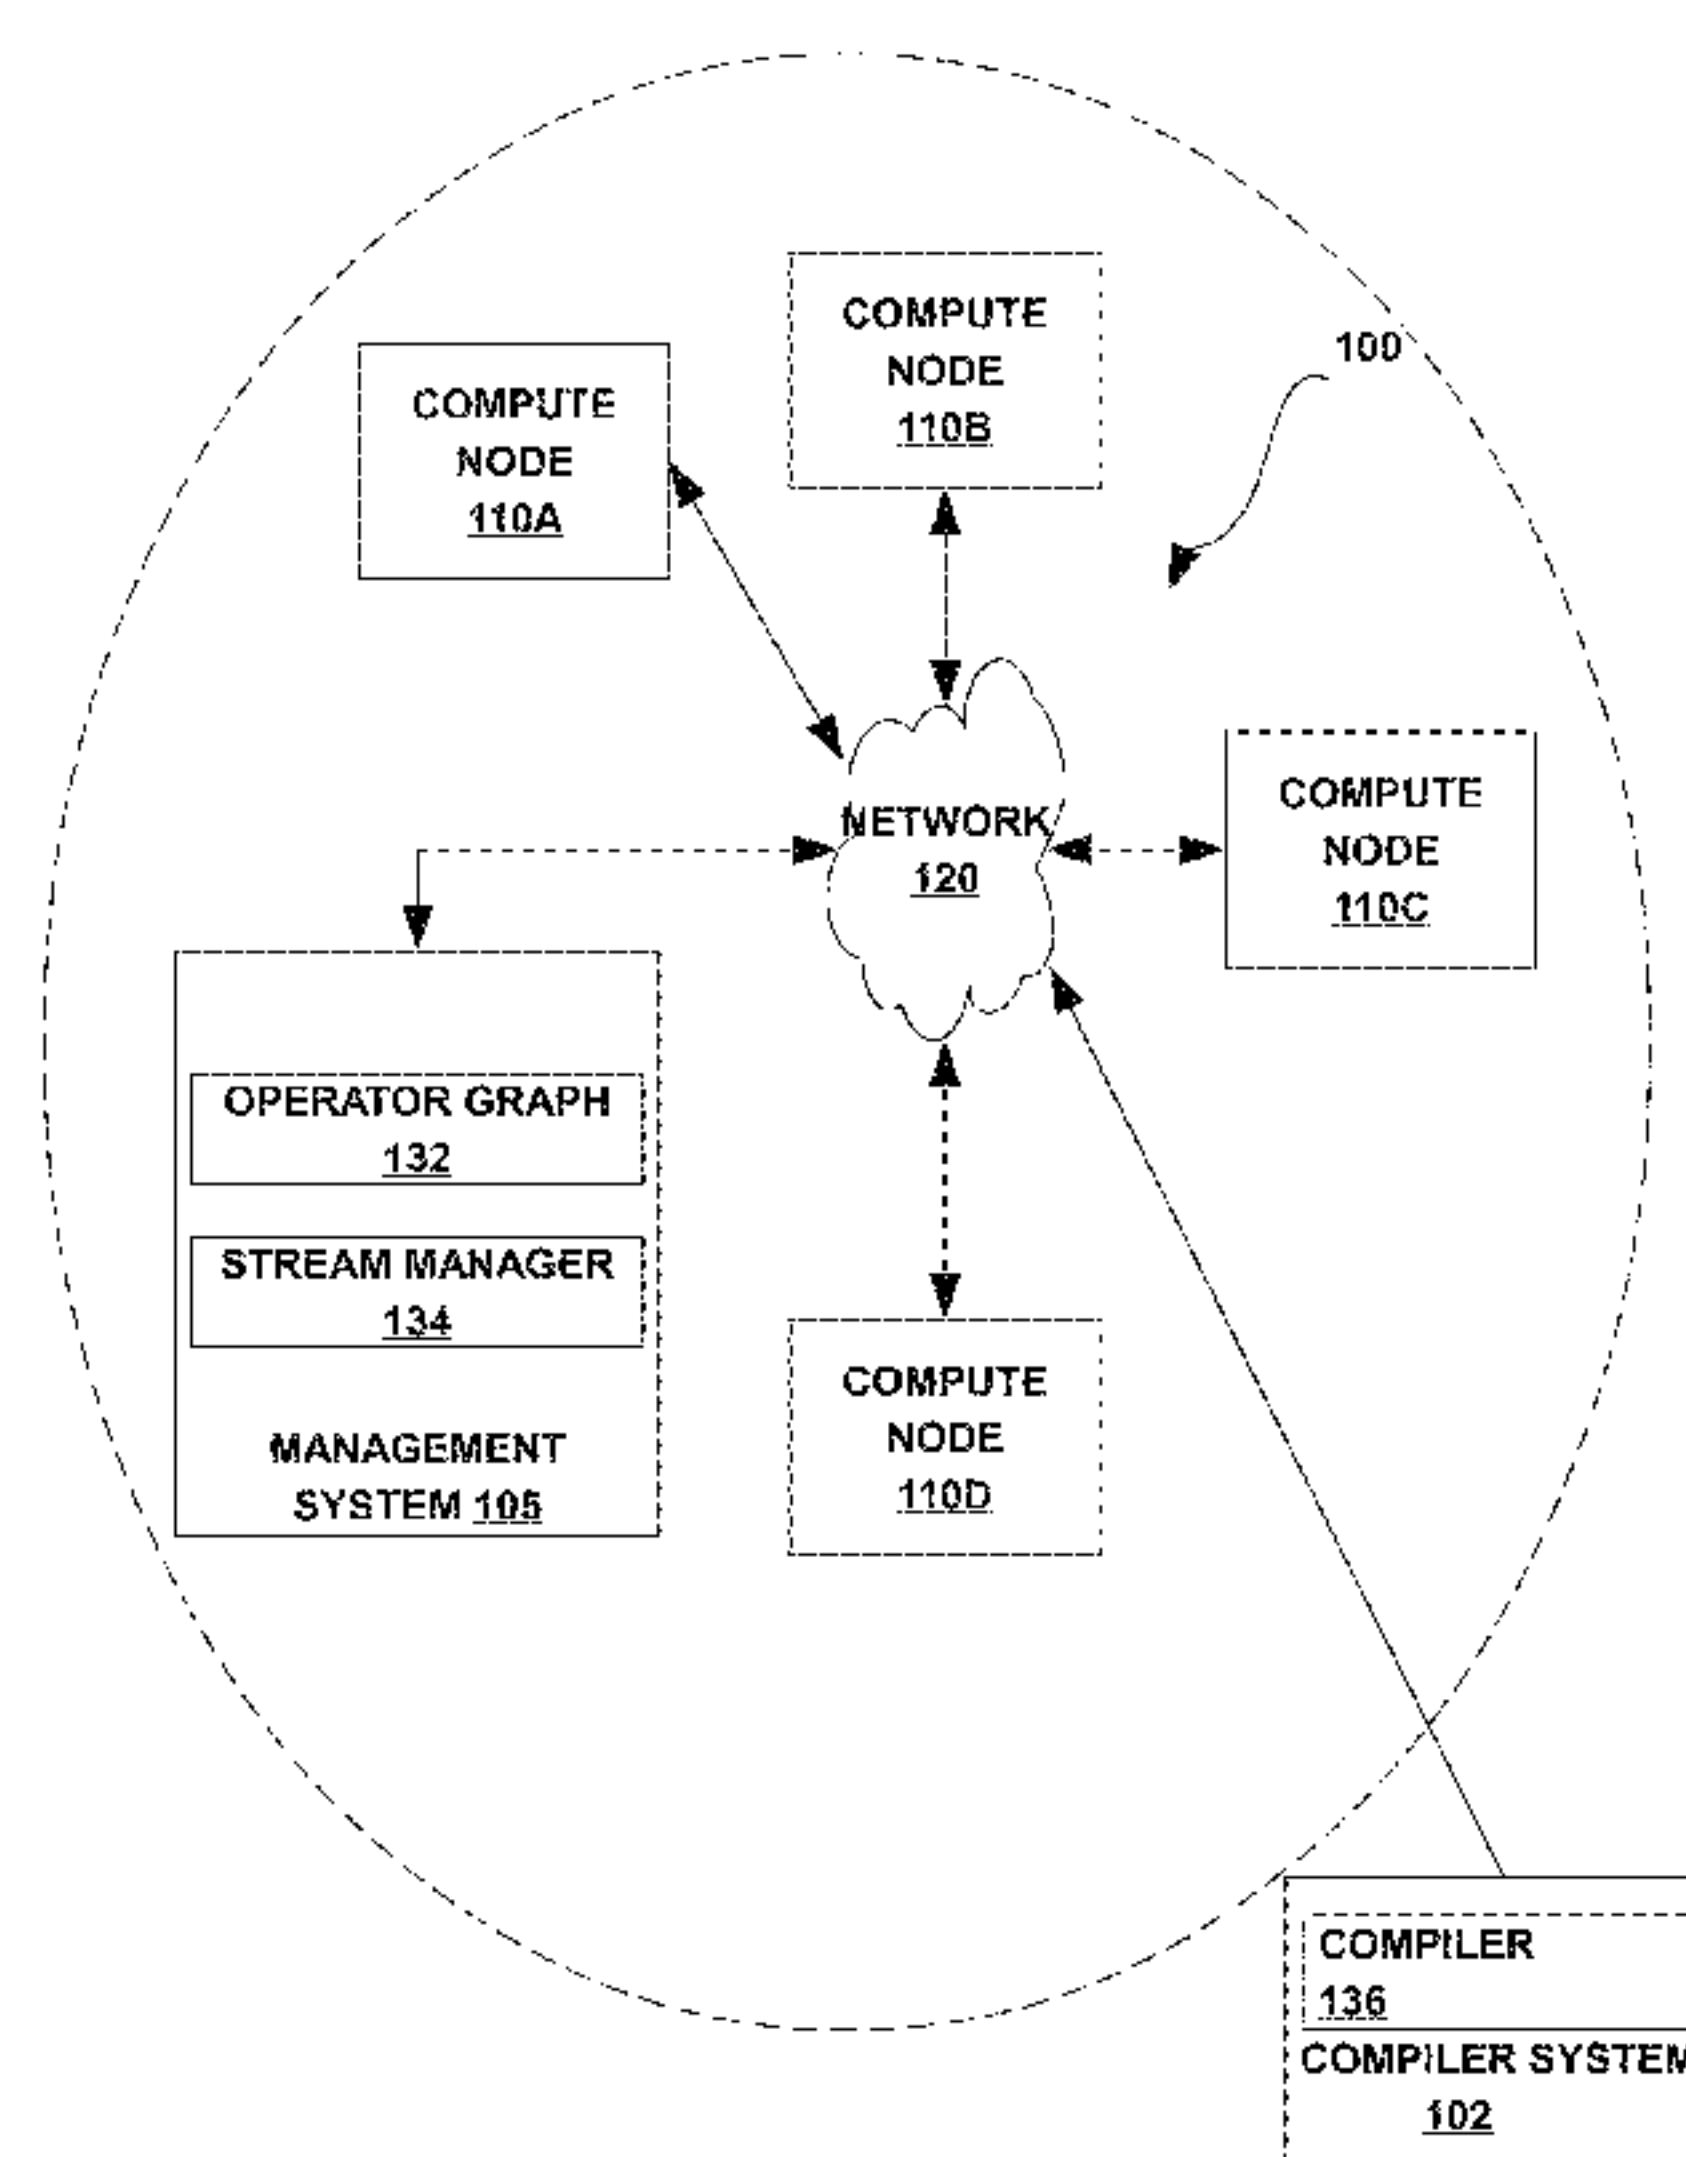 COMPUTE
NODE
110B
100
COMPUTE
NODE
110A
COMPUTE
NODE
110C
NETWORK
120
OPERATOR GRAPH
132
STREAM MANAGER
134
MANAGEMENT
SYSTEM 105
COMPUTE
NODE
110D
COMPILER
136
COMPILER SYSTEM
102